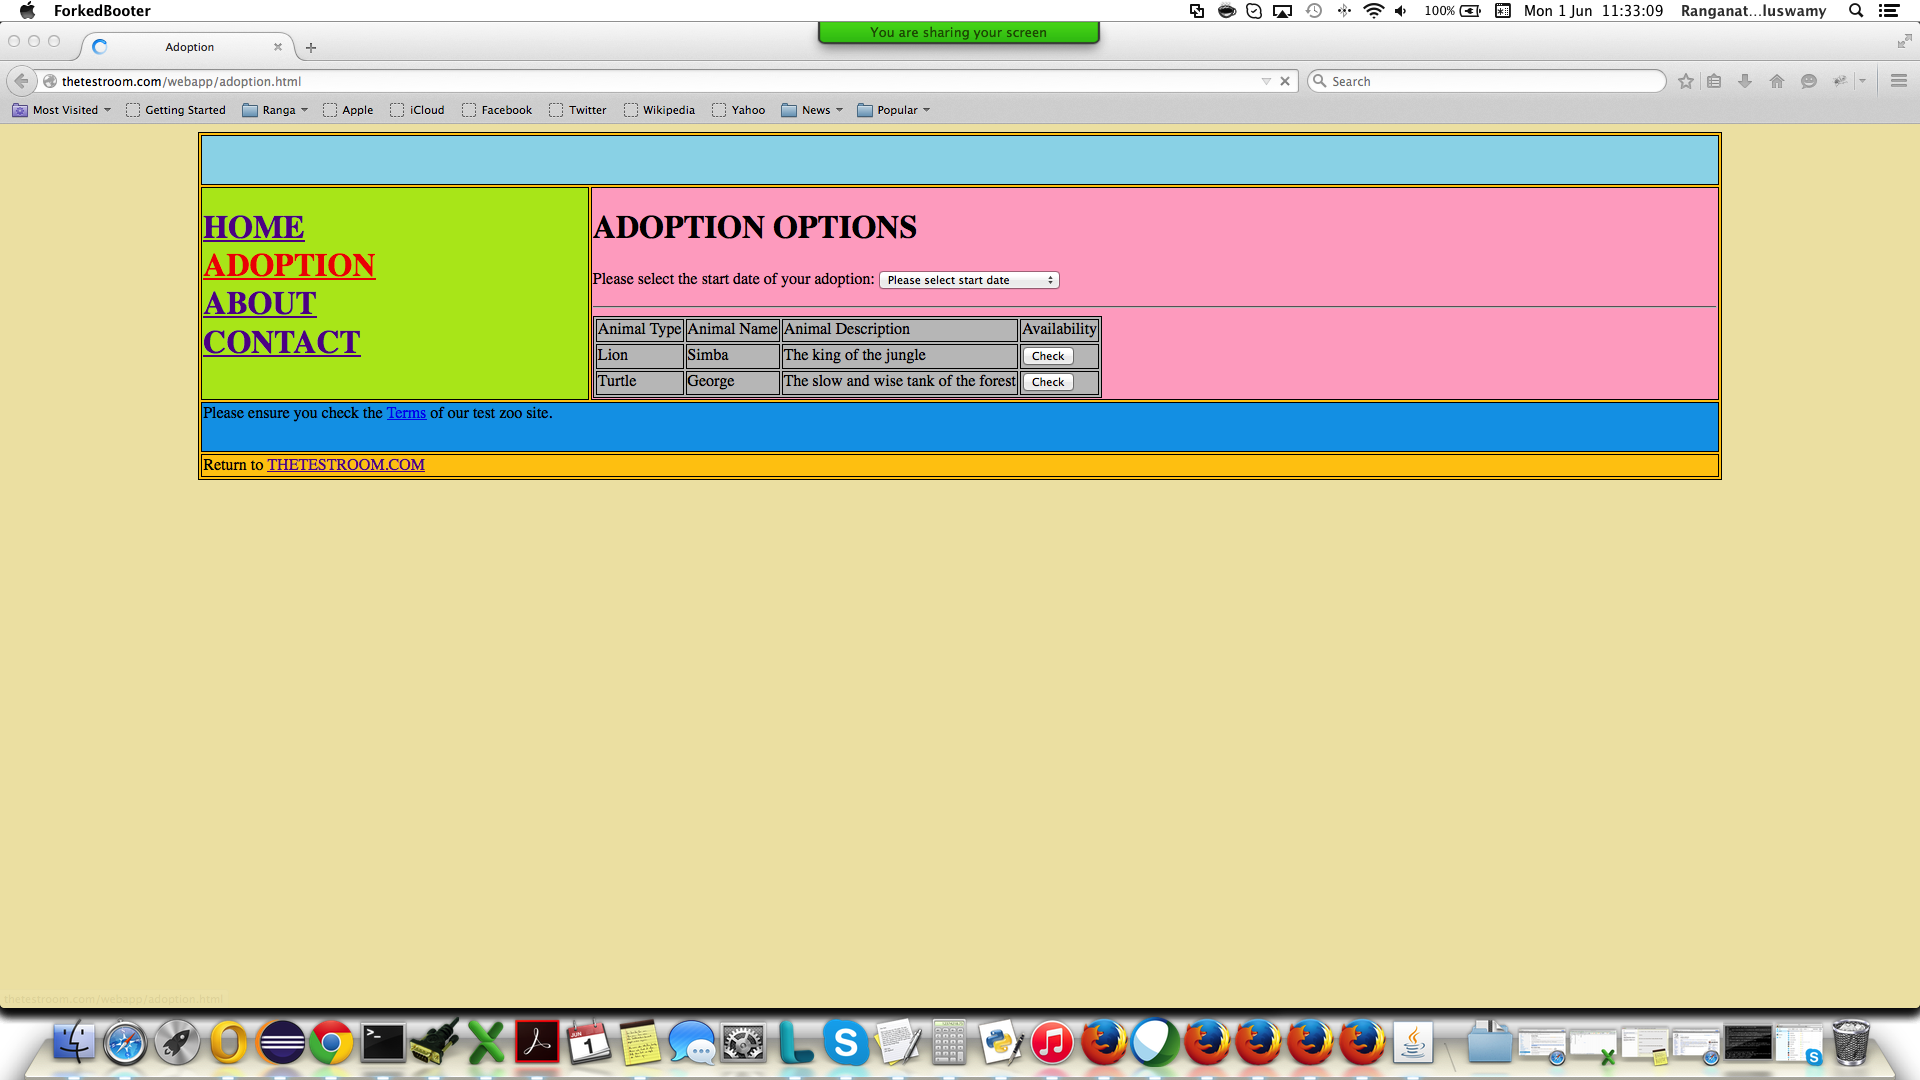 ForkedBooter
100% Mon 1 Jun 11:33:09 Ranganat...luswamy
You are sharing your screen
Adoption
thetestroom.com/webapp/adoption.html
Search
Most Visited Getting Started Ranga Apple iCloud Facebook Twitter Wikipedia Yahoo News Popular
HOME
ADOPTION
ABOUT
CONTACT
ADOPTION OPTIONS
Please select the start date of your adoption: Please select start date
Animal Type Animal Name Animal Description Availability
Lion Simba The king of the jungle Check
Turtle George The slow and wise tank of the forest Check
Please ensure you check the Terms of our test zoo site.
Return to THETESTROOM.COM
thetestroom.com/webapp/adoption.html
JUN
1